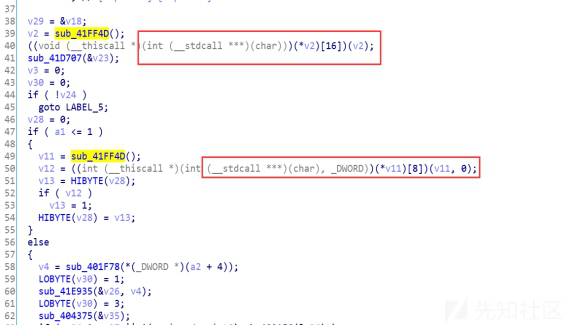 37
38 v29 = &v18;
39 v2 = sub_41FF4D();
40 ((void (__thiscall *)(int (__stdcall ***)(char)))(*v2)[16])(v2);
41 sub_41D707(&v23);
42 v3 = 0;
43 v30 = 0;
44 if ( !v24 )
45 goto LABEL_5;
46 v28 = 0;
47 if ( a1 <= 1 )
48 {
49 v11 = sub_41FF4D();
50 v12 = ((int (__thiscall *)(int (__stdcall ***)(char), _DWORD))(*v11)[8])(v11, 0);
51 v13 = HIBYTE(v28);
52 if ( v12 )
53 v13 = 1;
54 HIBYTE(v28) = v13;
55 }
56 else
57 {
58 v4 = sub_401F78(*(_DWORD *)(a2 + 4));
59 LOBYTE(v30) = 1;
60 sub_41E935(&v26, v4);
61 LOBYTE(v30) = 3;
62 sub_404375(&v35);
先知社区